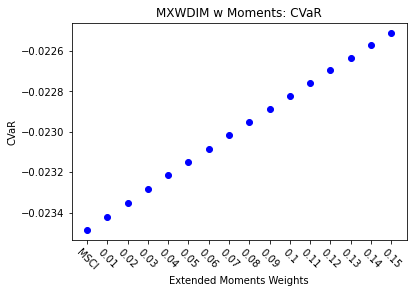 MXWDIM w Moments: CVaR
CVaR
−0.0226
−0.0228
−0.0230
−0.0232
−0.0234
MSCI 0.01 0.02 0.03 0.04 0.05 0.06 0.07 0.08 0.09 0.1 0.11 0.12 0.13 0.14 0.15
Extended Moments Weights